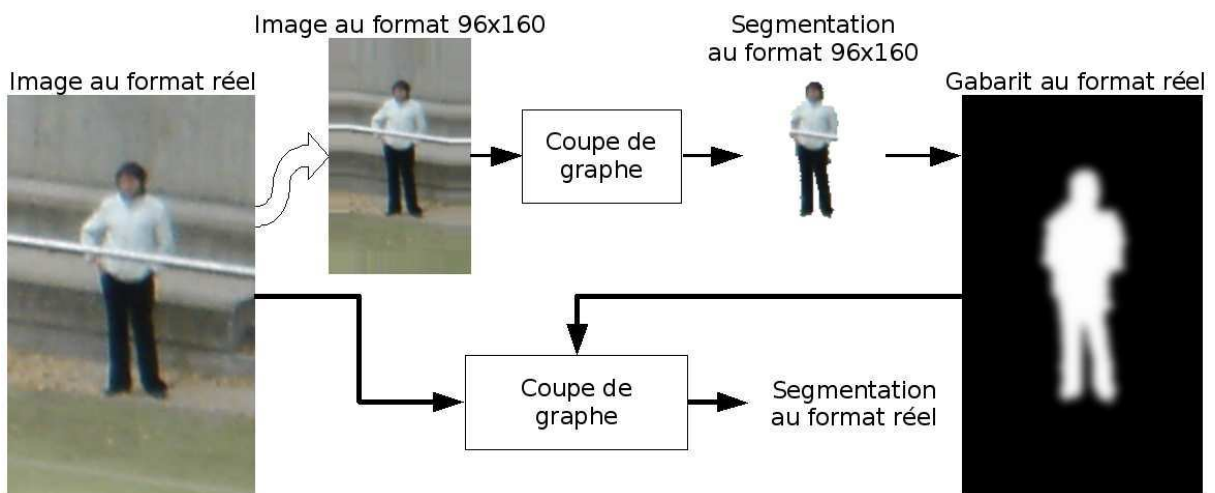 Image au format réel
Image au format 96x160
Coupe de
graphe
Segmentation
au format 96x160
Gabarit au format réel
Coupe de
graphe
Segmentation
au format réel